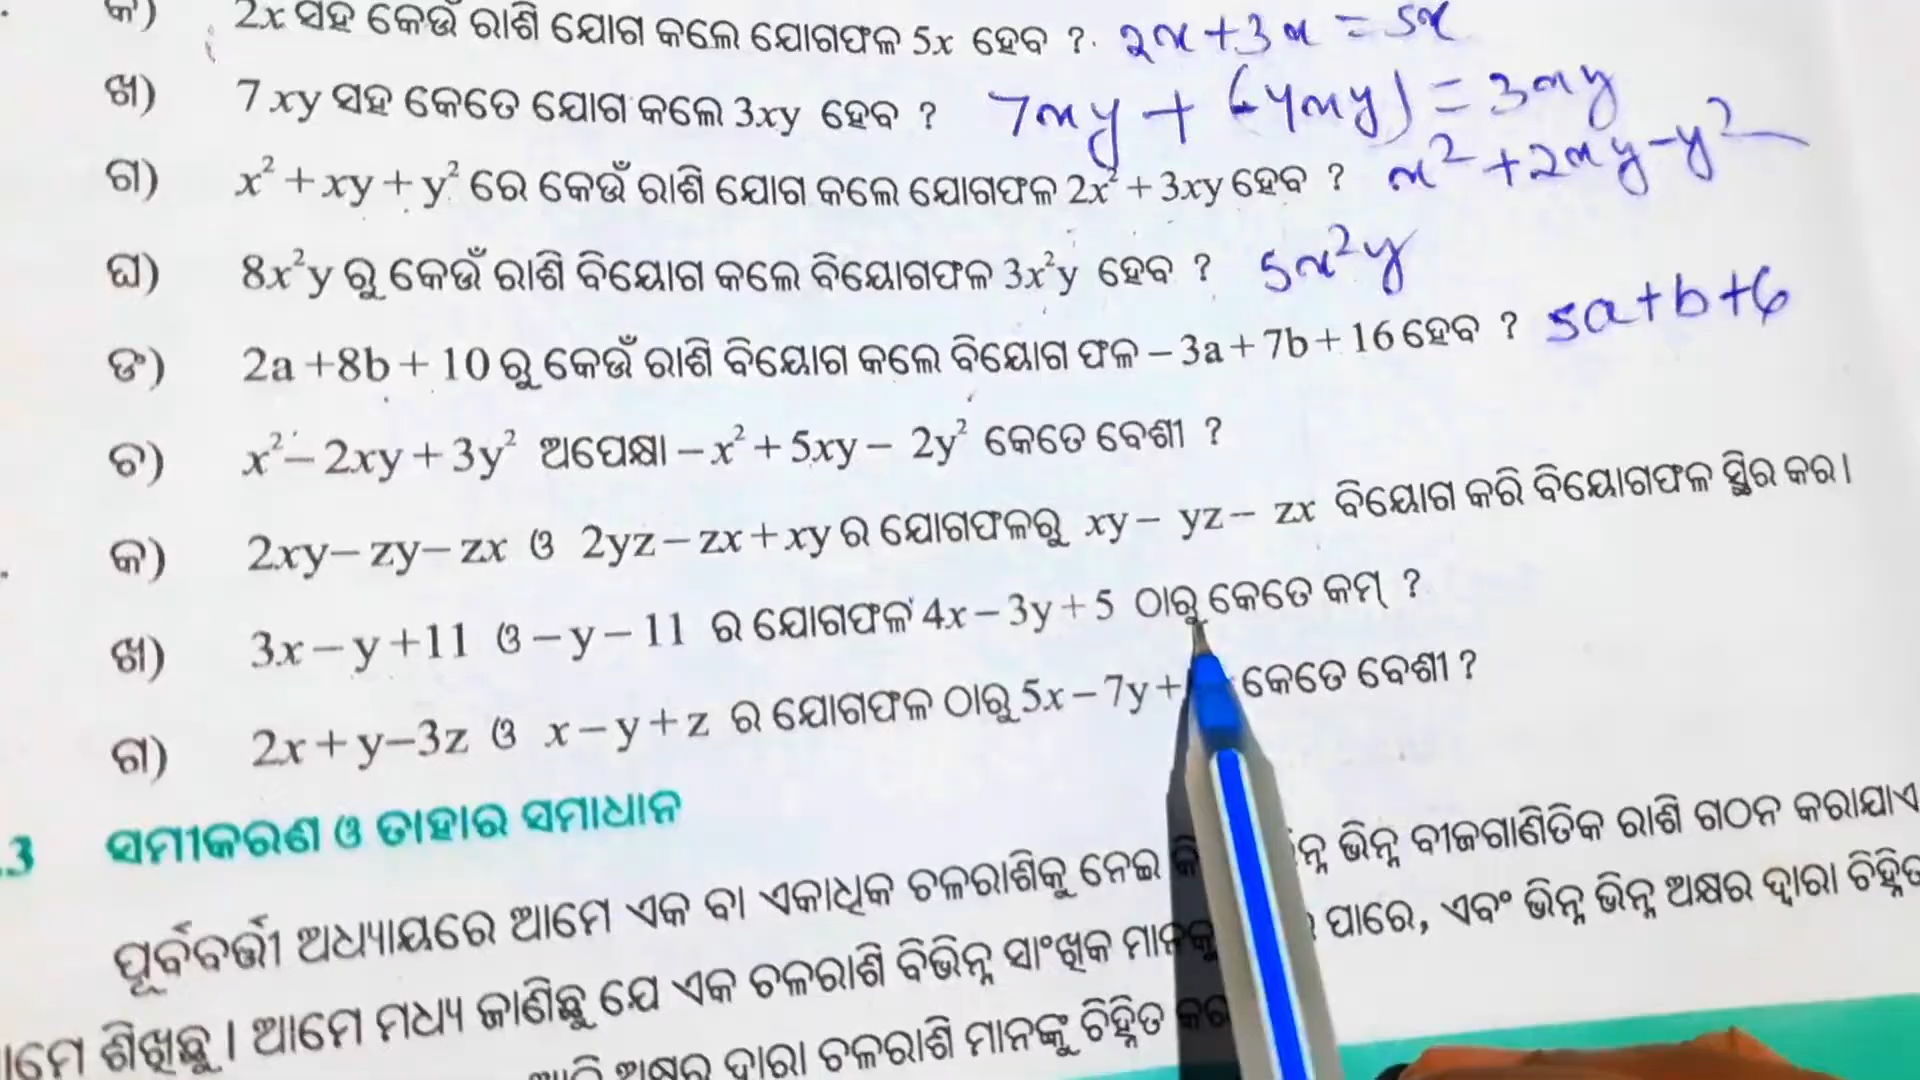 କ) 2x ସହ କେଉଁ ରାଶି ଯୋଗ କଲେ ଯୋଗଫଳ 5x ହେବ ? 2x+3x=5x
ଖ) 7xy ସହ କେତେ ଯୋଗ କଲେ 3xy ହେବ ? 7xy + (-4xy) = 3xy
ଗ) x²+xy+y² ରେ କେଉଁ ରାଶି ଯୋଗ କଲେ ଯୋଗଫଳ 2x²+3xy ହେବ ? x²+2xy-y²
ଘ) 8x²y ରୁ କେଉଁ ରାଶି ବିୟୋଗ କଲେ ବିୟୋଗଫଳ 3x²y ହେବ ? 5x²y
ଙ) 2a+8b+10 ରୁ କେଉଁ ରାଶି ବିୟୋଗ କଲେ ବିୟୋଗ ଫଳ –3a+7b+16 ହେବ ? 5a+b+6
ଚ) x²–2xy+3y² ଅପେକ୍ଷା –x²+5xy– 2y² କେତେ ବେଶୀ ?
କ) 2xy–zy–zx ଓ 2yz–zx+xy ର ଯୋଗଫଳରୁ xy– yz– zx ବିୟୋଗ କରି ବିୟୋଗଫଳ ସ୍ଥିର କର।
ଖ) 3x–y+11 ଓ –y–11 ର ଯୋଗଫଳ 4x–3y+5 ଠାରୁ କେତେ କମ୍ ?
ଗ) 2x+y–3z ଓ x–y+z ର ଯୋଗଫଳ ଠାରୁ 5x–7y+ କେତେ ବେଶୀ ?
.3 ସମୀକରଣ ଓ ତାହାର ସମାଧାନ
ପୂର୍ବବର୍ତ୍ତୀ ଅଧ୍ୟାୟରେ ଆମେ ଏକ ବା ଏକାଧିକ ଚଳରାଶିକୁ ନେଇ ଭିନ୍ନ ବୀଜଗାଣିତିକ ରାଶି ଗଠନ କରାଯାଏ
ଶିଖିଛୁ। ଆମେ ମଧ୍ୟ ଜାଣିଛୁ ଯେ ଏକ ଚଳରାଶି ବିଭିନ୍ନ ସାଂଖିକ ମାନକୁ ପାରେ, ଏବଂ ଭିନ୍ନ ଭିନ୍ନ ଅକ୍ଷର ଦ୍ୱାରା ଚିହ୍ନିତ
ଅକ୍ଷର ଦ୍ୱାରା ଚଳରାଶି ମାନଙ୍କୁ ଚିହ୍ନିତ